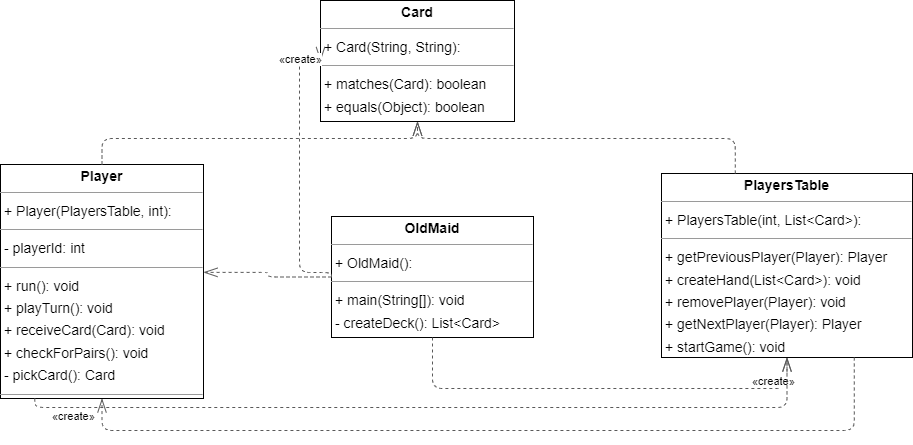 Card
+ Card(String, String):
«create»
+ matches(Card): boolean
+ equals(Object): boolean
Player
+ Player(PlayersTable, int):
- playerId: int
+ run(): void
+ playTurn(): void
+ receiveCard(Card): void
+ checkForPairs(): void
- pickCard(): Card
OldMaid
+ OldMaid():
+ main(String[]): void
- createDeck(): List<Card>
PlayersTable
+ PlayersTable(int, List<Card>):
+ getPreviousPlayer(Player): Player
+ createHand(List<Card>): void
+ removePlayer(Player): void
+ getNextPlayer(Player): Player
+ startGame(): void
«create»
«create»